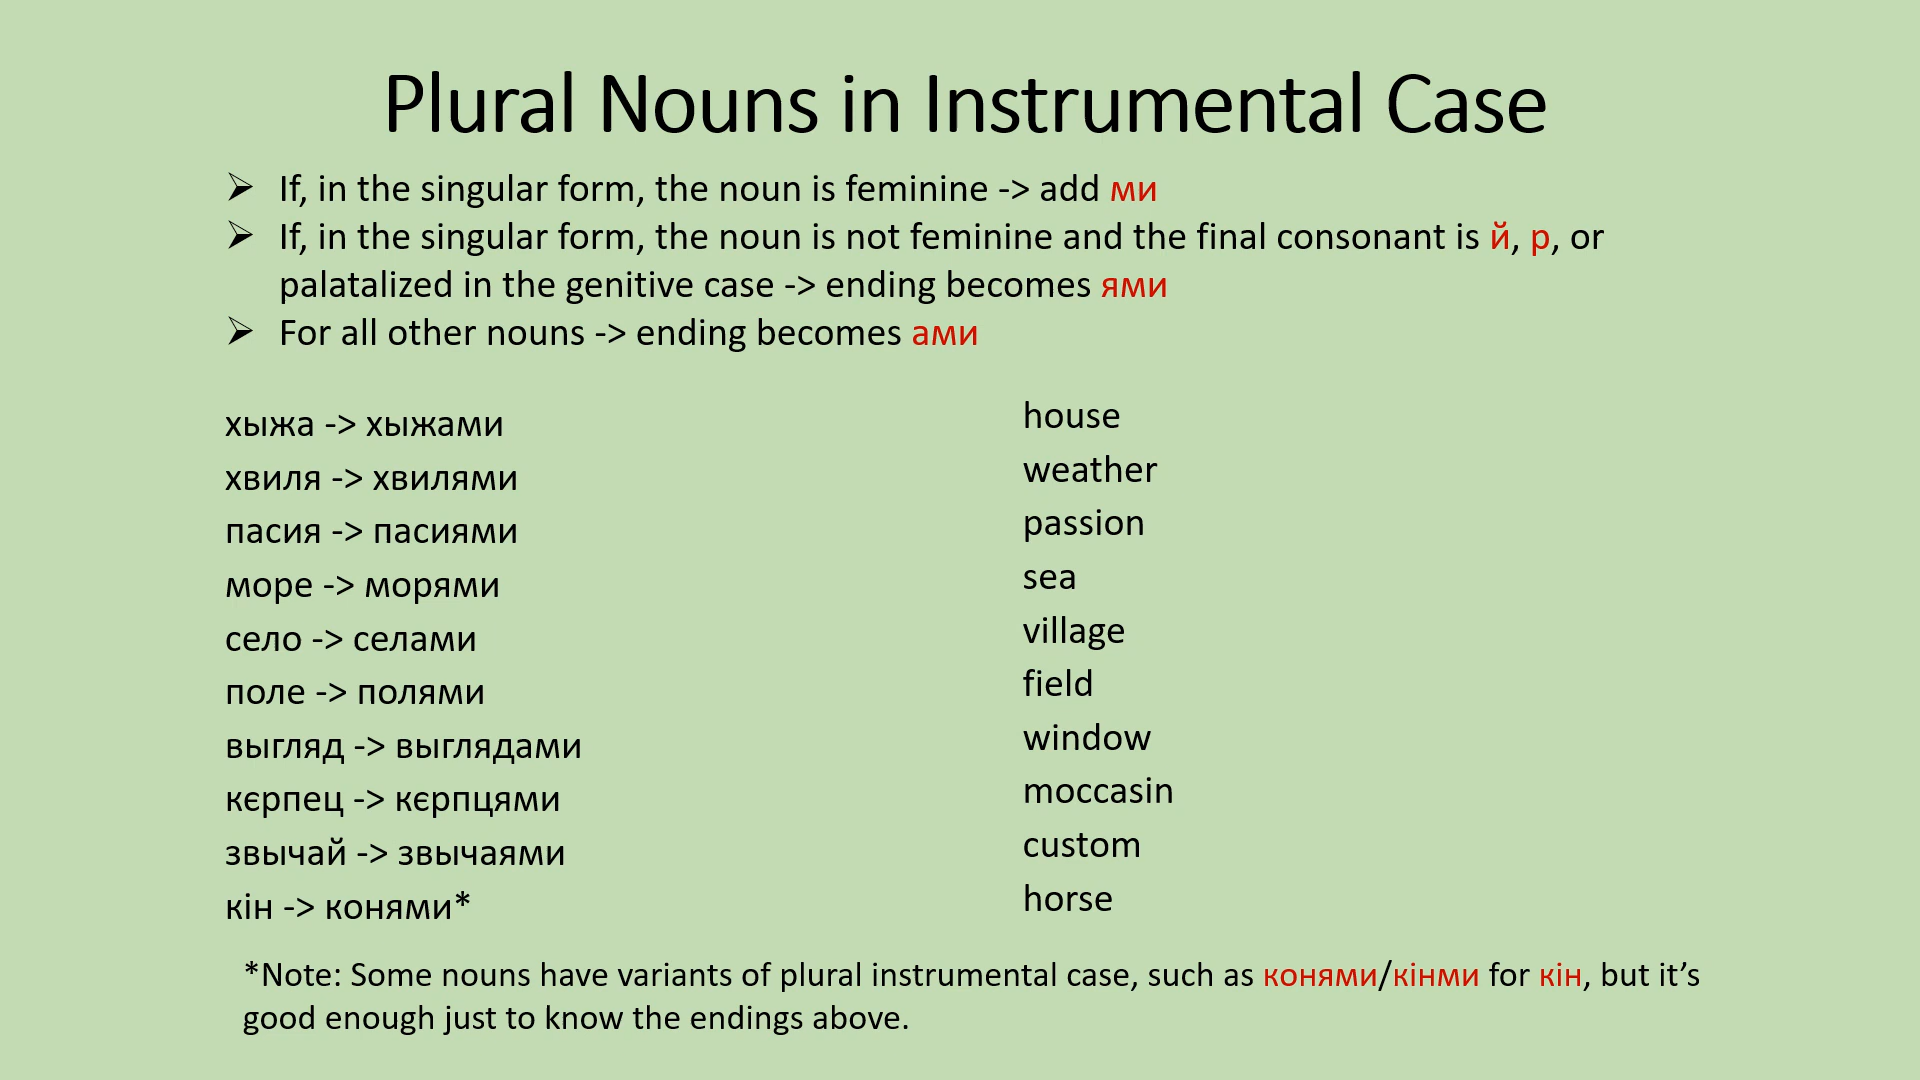 Plural Nouns in Instrumental Case
➢ If, in the singular form, the noun is feminine -> add ми
➢ If, in the singular form, the noun is not feminine and the final consonant is й, р, or
palatalized in the genitive case -> ending becomes ями
➢ For all other nouns -> ending becomes ами
хыжа -> хыжами
хвиля -> хвилями
пасия -> пасиями
море -> морями
село -> селами
поле -> полями
выгляд -> выглядами
кєрпец -> кєрпцями
звычай -> звычаями
кін -> конями*
house
weather
passion
sea
village
field
window
moccasin
custom
horse
*Note: Some nouns have variants of plural instrumental case, such as конями/кінми for кін, but it’s
good enough just to know the endings above.